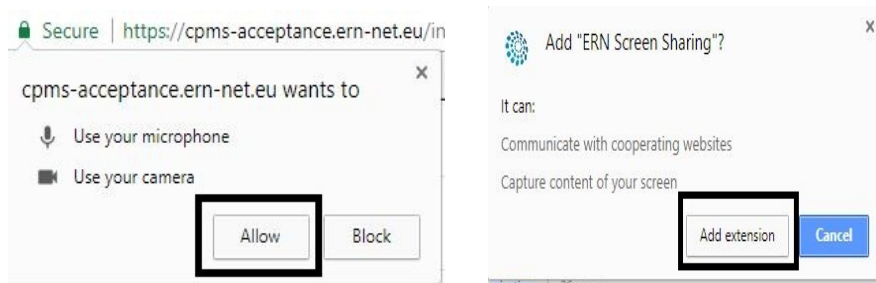 Secure | https://cpms-acceptance.ern-net.eu/in
cpms-acceptance.ern-net.eu wants to
Use your microphone
Use your camera
Allow Block
Add "ERN Screen Sharing"?
It can:
Communicate with cooperating websites
Capture content of your screen
Add extension Cancel